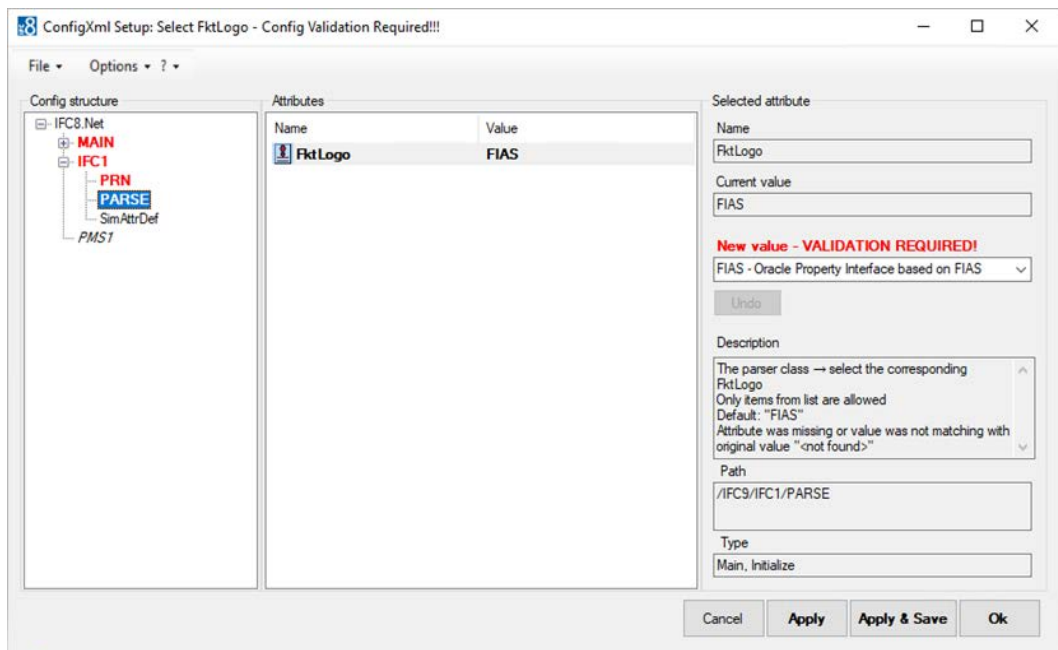 ConfigXml Setup: Select FktLogo - Config Validation Required!!!
File Options ?
Config structure
IFC8.Net
MAIN
IFC1
PRN
PARSE
SimAttrDef
PMS1
Attributes
Name Value
FktLogo FIAS
Selected attribute
Name
FktLogo
Current value
FIAS
New value - VALIDATION REQUIRED!
FIAS - Oracle Property Interface based on FIAS
Undo
Description
The parser class → select the corresponding
FktLogo
Only items from list are allowed
Default: "FIAS"
Attribute was missing or value was not matching with
original value "<not found>"
Path
/IFC9/IFC1/PARSE
Type
Main, Initialize
Cancel Apply Apply & Save Ok